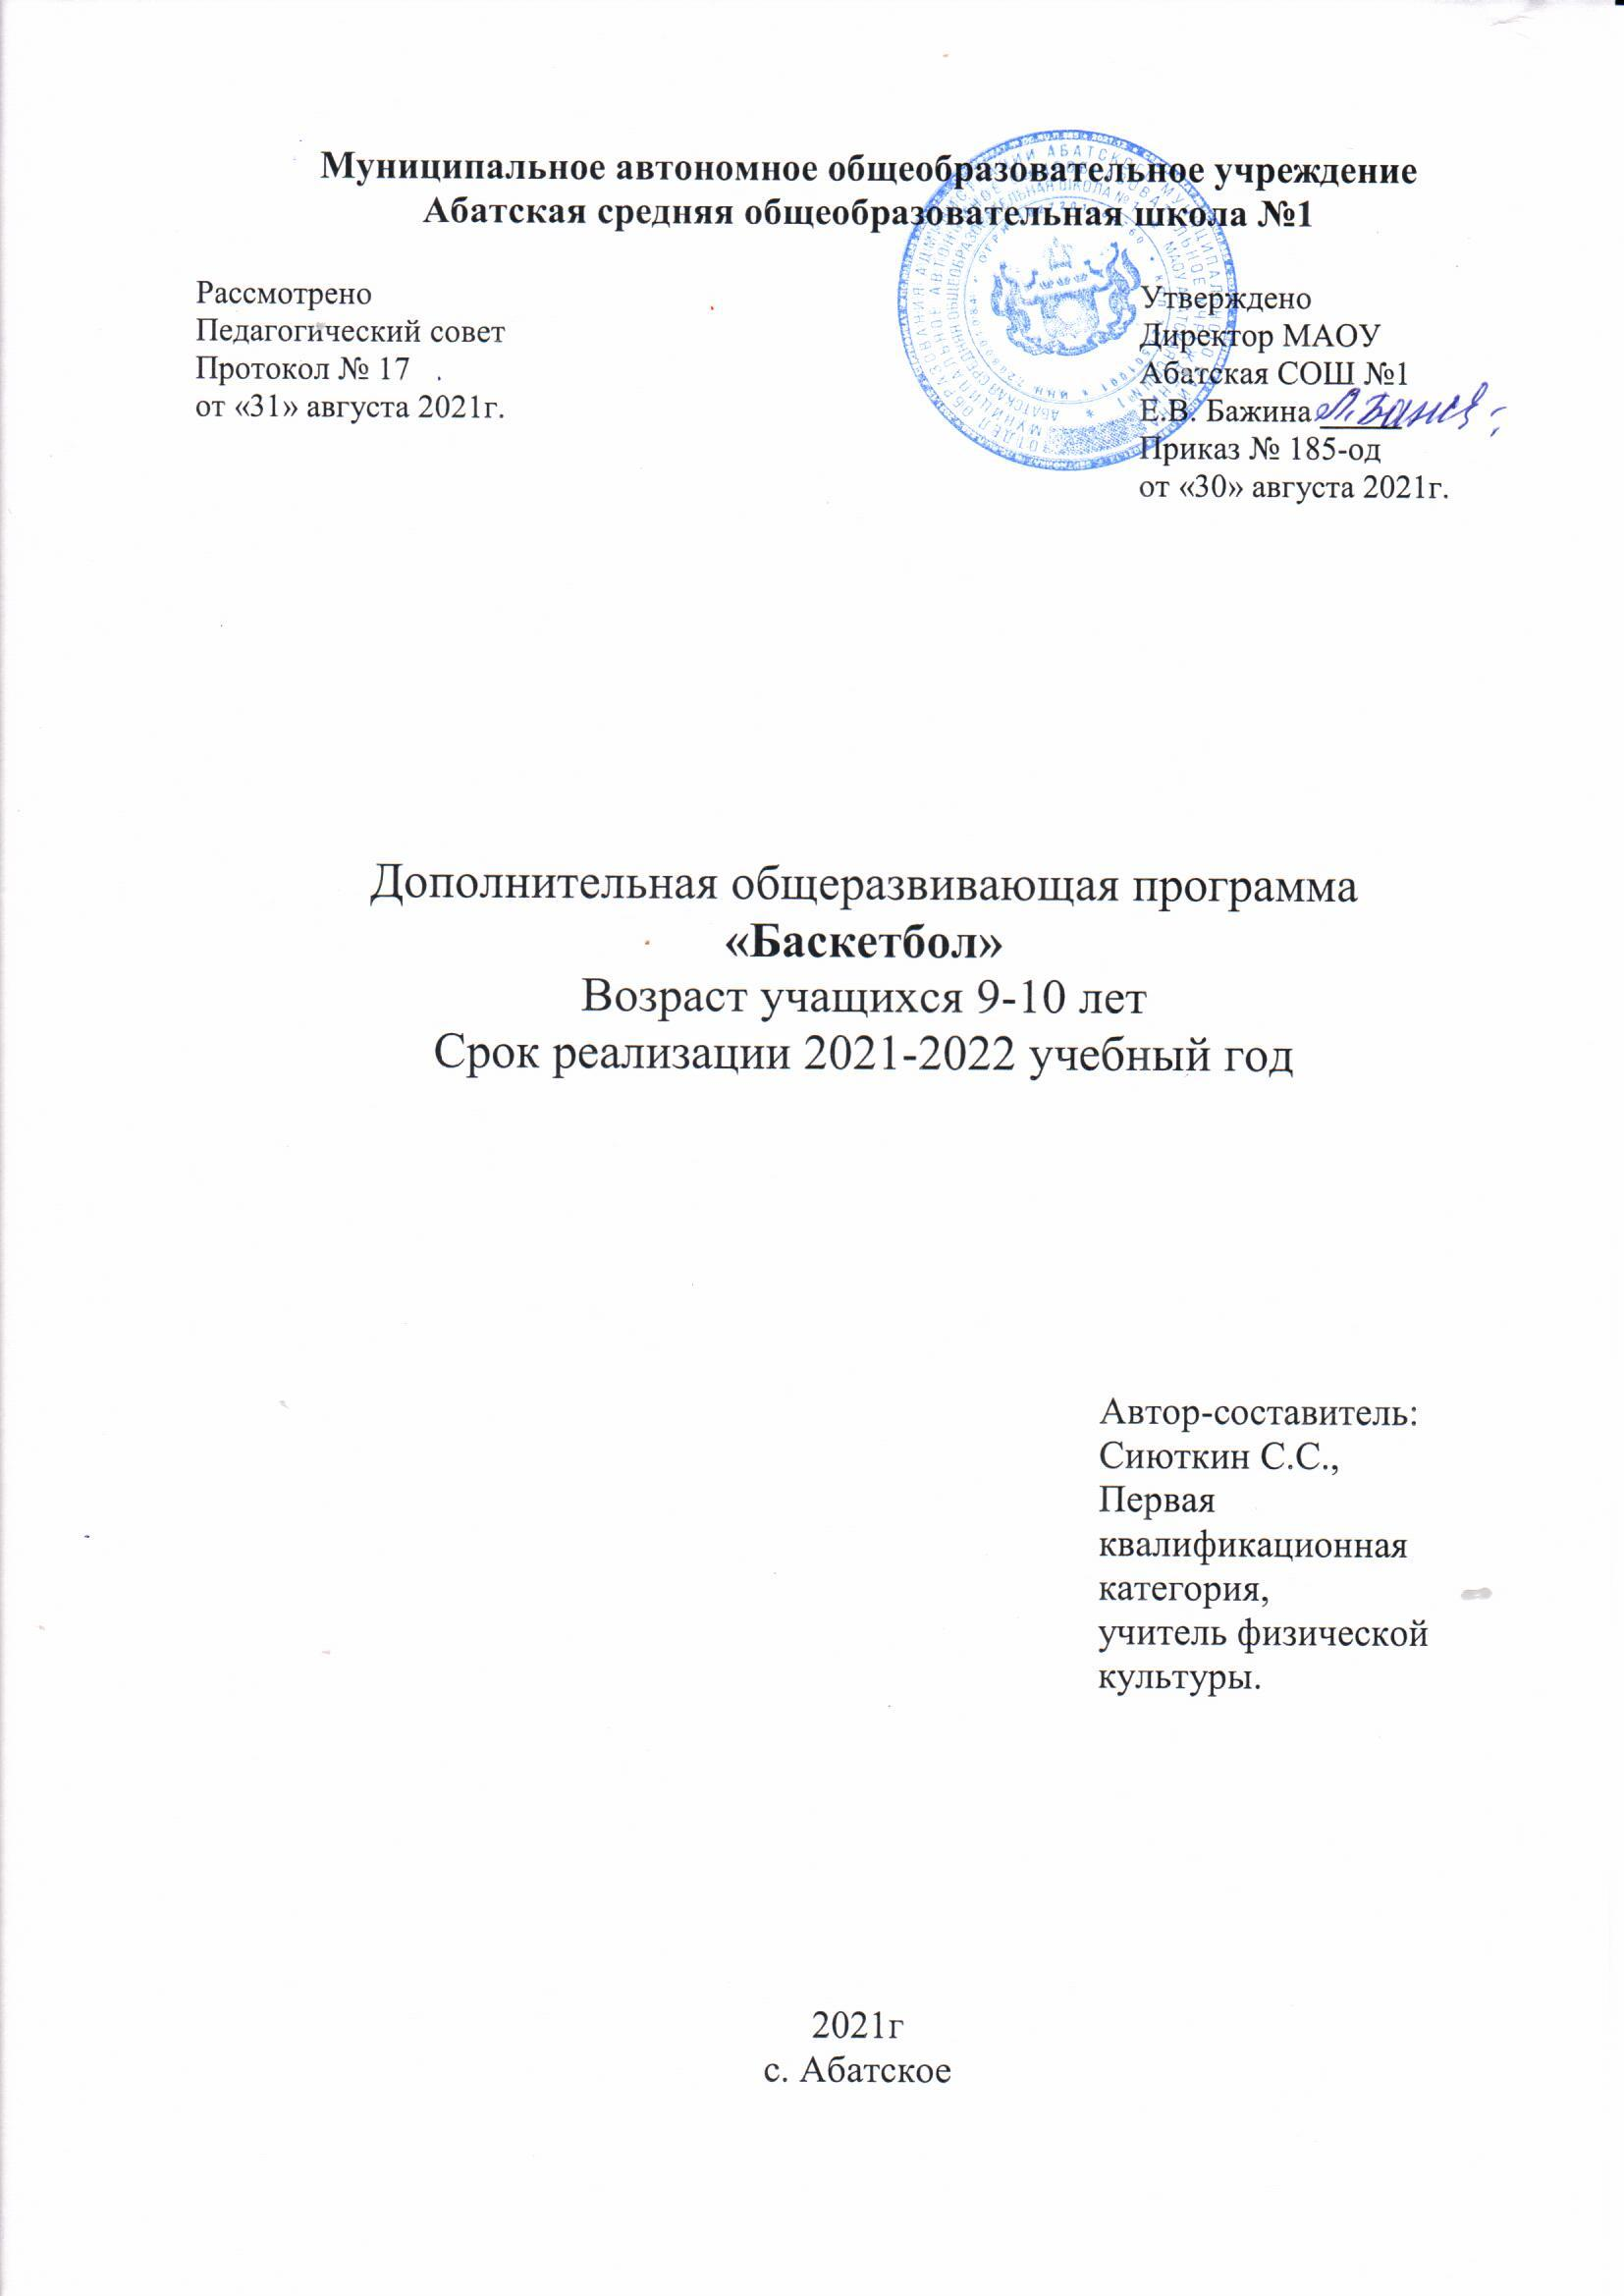 Муниципальное автономное общеобразовательное учреждение
Абатская средняя общеобразовательная школа №1
Рассмотрено
Педагогический совет
Протокол № 17
от «31» августа 2021г.
Утверждено
Директор МАОУ
Абатская СОШ №1
Е.В. Бажина
Приказ № 185-од
от «30» августа 2021г.
Дополнительная общеразвивающая программа
«Баскетбол»
Возраст учащихся 9-10 лет
Срок реализации 2021-2022 учебный год
Автор-составитель:
Сиюткин С.С.,
Первая
квалификационная
категория,
учитель физической
культуры.
2021г
с. Абатское